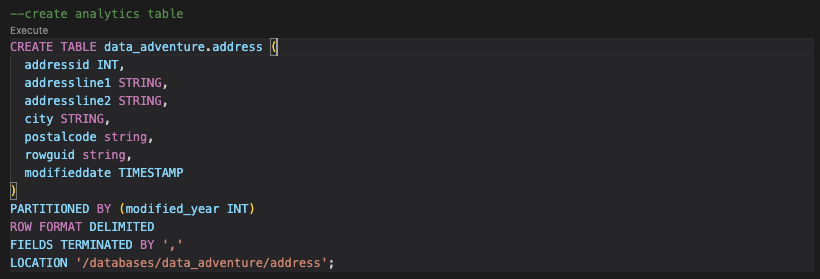 --create analytics table
Execute
CREATE TABLE data_adventure.address (
addressid INT,
addressline1 STRING,
addressline2 STRING,
city STRING,
postalcode string,
rowguid string,
modifieddate TIMESTAMP
)
PARTITIONED BY (modified_year INT)
ROW FORMAT DELIMITED
FIELDS TERMINATED BY ','
LOCATION '/databases/data_adventure/address';